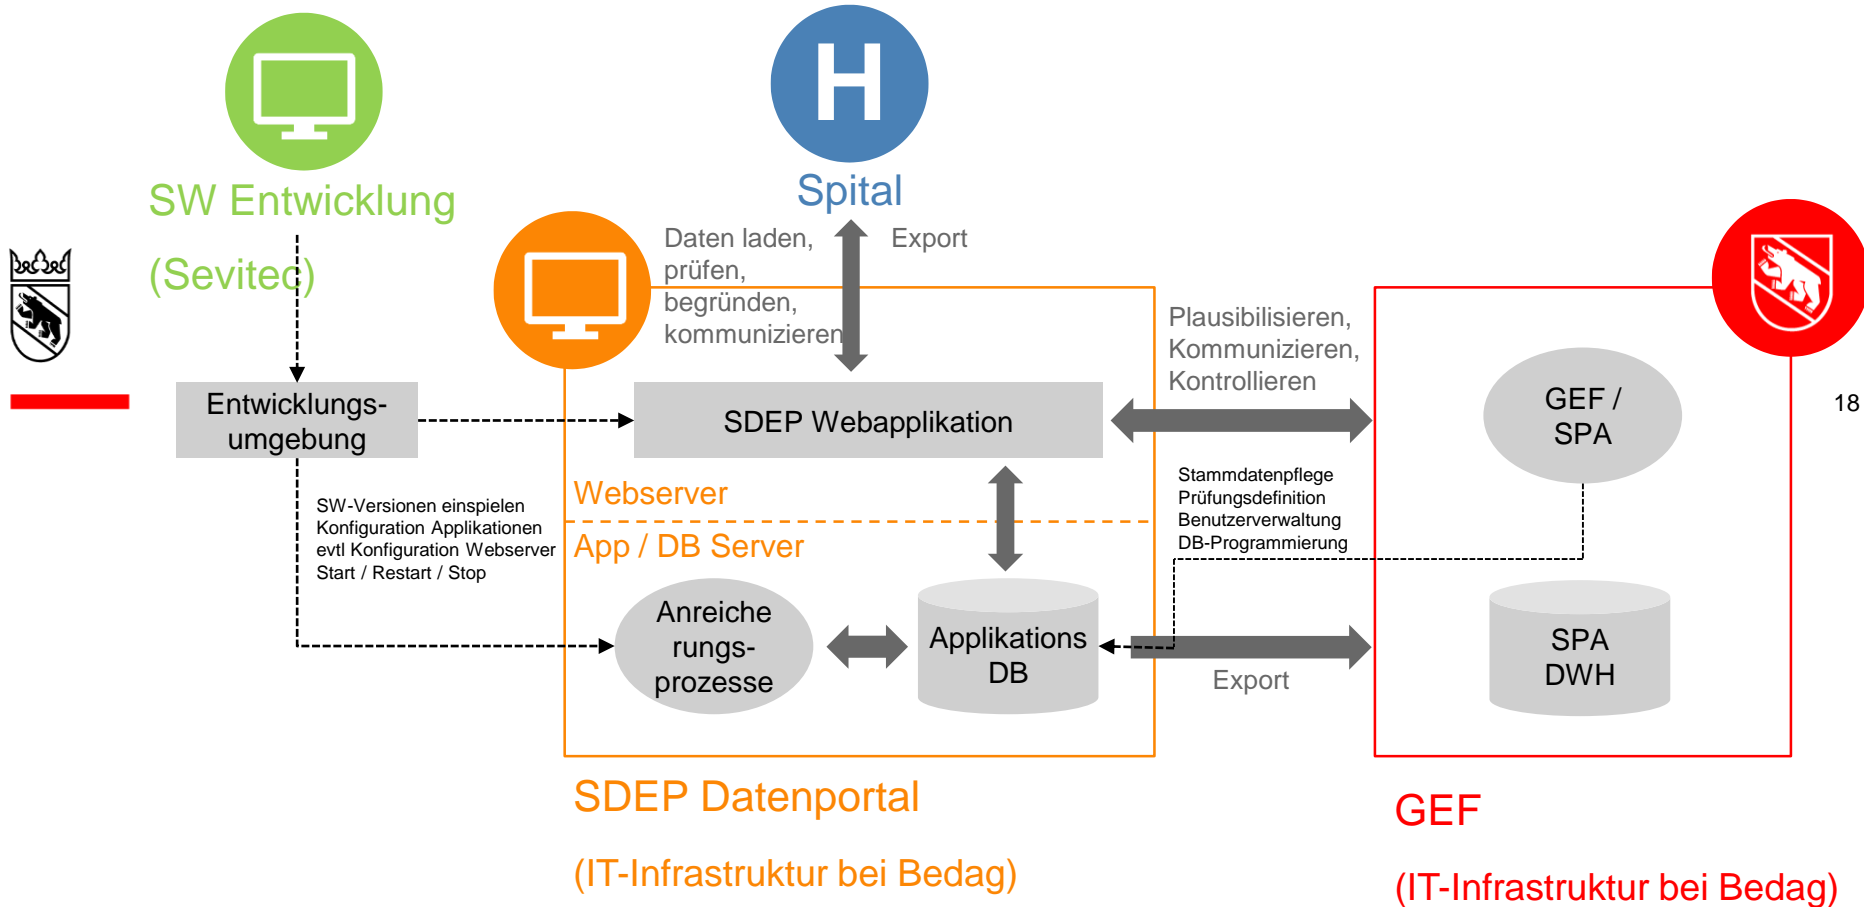 H
SW Entwicklung
(Sevitec)
Spital
Daten laden,
prüfen,
begründen,
kommunizieren
Export
Plausibilisieren,
Kommunizieren,
Kontrollieren
Entwicklungs-
umgebung
SDEP Webapplikation
GEF /
SPA
18
SW-Versionen einspielen
Konfiguration Applikationen
evtl Konfiguration Webserver
Start / Restart / Stop
Webserver
App / DB Server
Stammdatenpflege
Prüfungsdefinition
Benutzerverwaltung
DB-Programmierung
Anreiche
rungs-
prozesse
Applikations
DB
Export
SPA
DWH
SDEP Datenportal
(IT-Infrastruktur bei Bedag)
GEF
(IT-Infrastruktur bei Bedag)